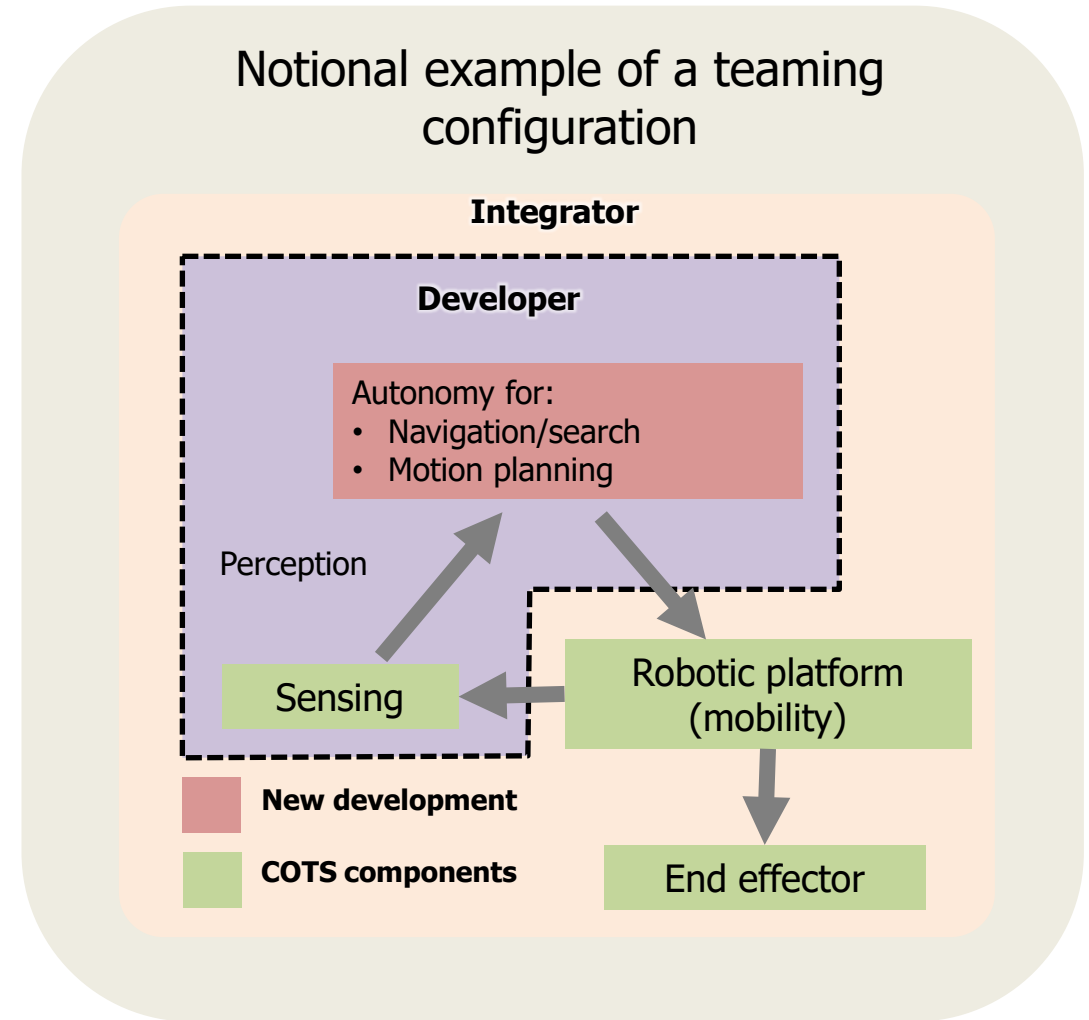 Notional example of a teaming
configuration
Integrator
Developer
Autonomy for:
• Navigation/search
• Motion planning
Perception
Sensing
Robotic platform
(mobility)
New development
COTS components
End effector